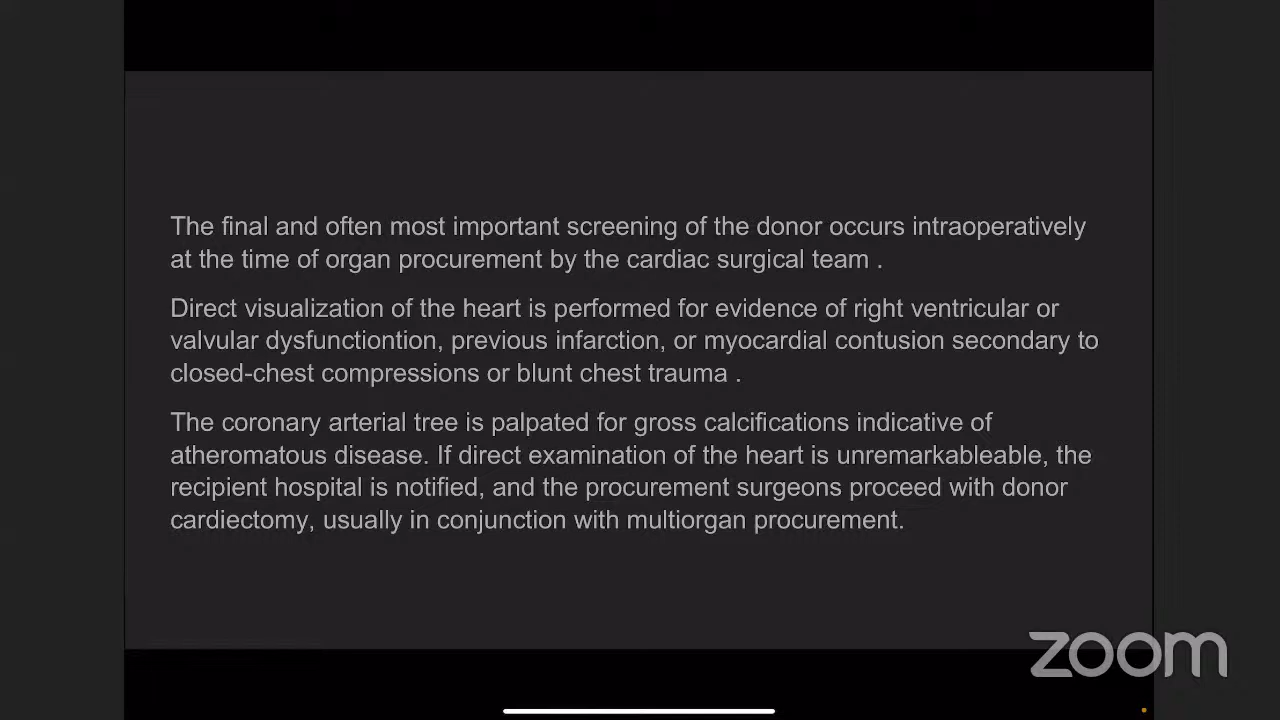 The final and often most important screening of the donor occurs intraoperatively
at the time of organ procurement by the cardiac surgical team .
Direct visualization of the heart is performed for evidence of right ventricular or
valvular dysfunctiontion, previous infarction, or myocardial contusion secondary to
closed-chest compressions or blunt chest trauma .
The coronary arterial tree is palpated for gross calcifications indicative of
atheromatous disease. If direct examination of the heart is unremarkableable, the
recipient hospital is notified, and the procurement surgeons proceed with donor
cardiectomy, usually in conjunction with multiorgan procurement.
zoom